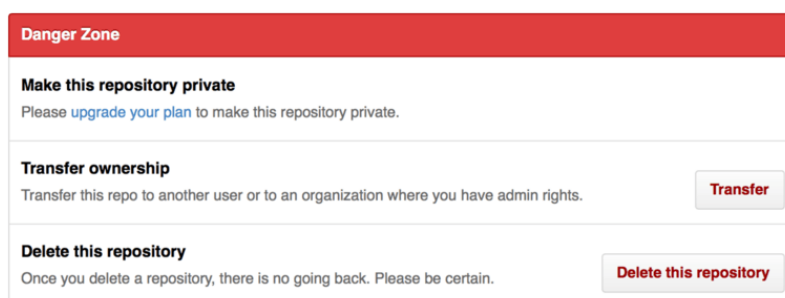 Danger Zone
Make this repository private
Please upgrade your plan to make this repository private.
Transfer ownership
Transfer this repo to another user or to an organization where you have admin rights.
Transfer
Delete this repository
Once you delete a repository, there is no going back. Please be certain.
Delete this repository